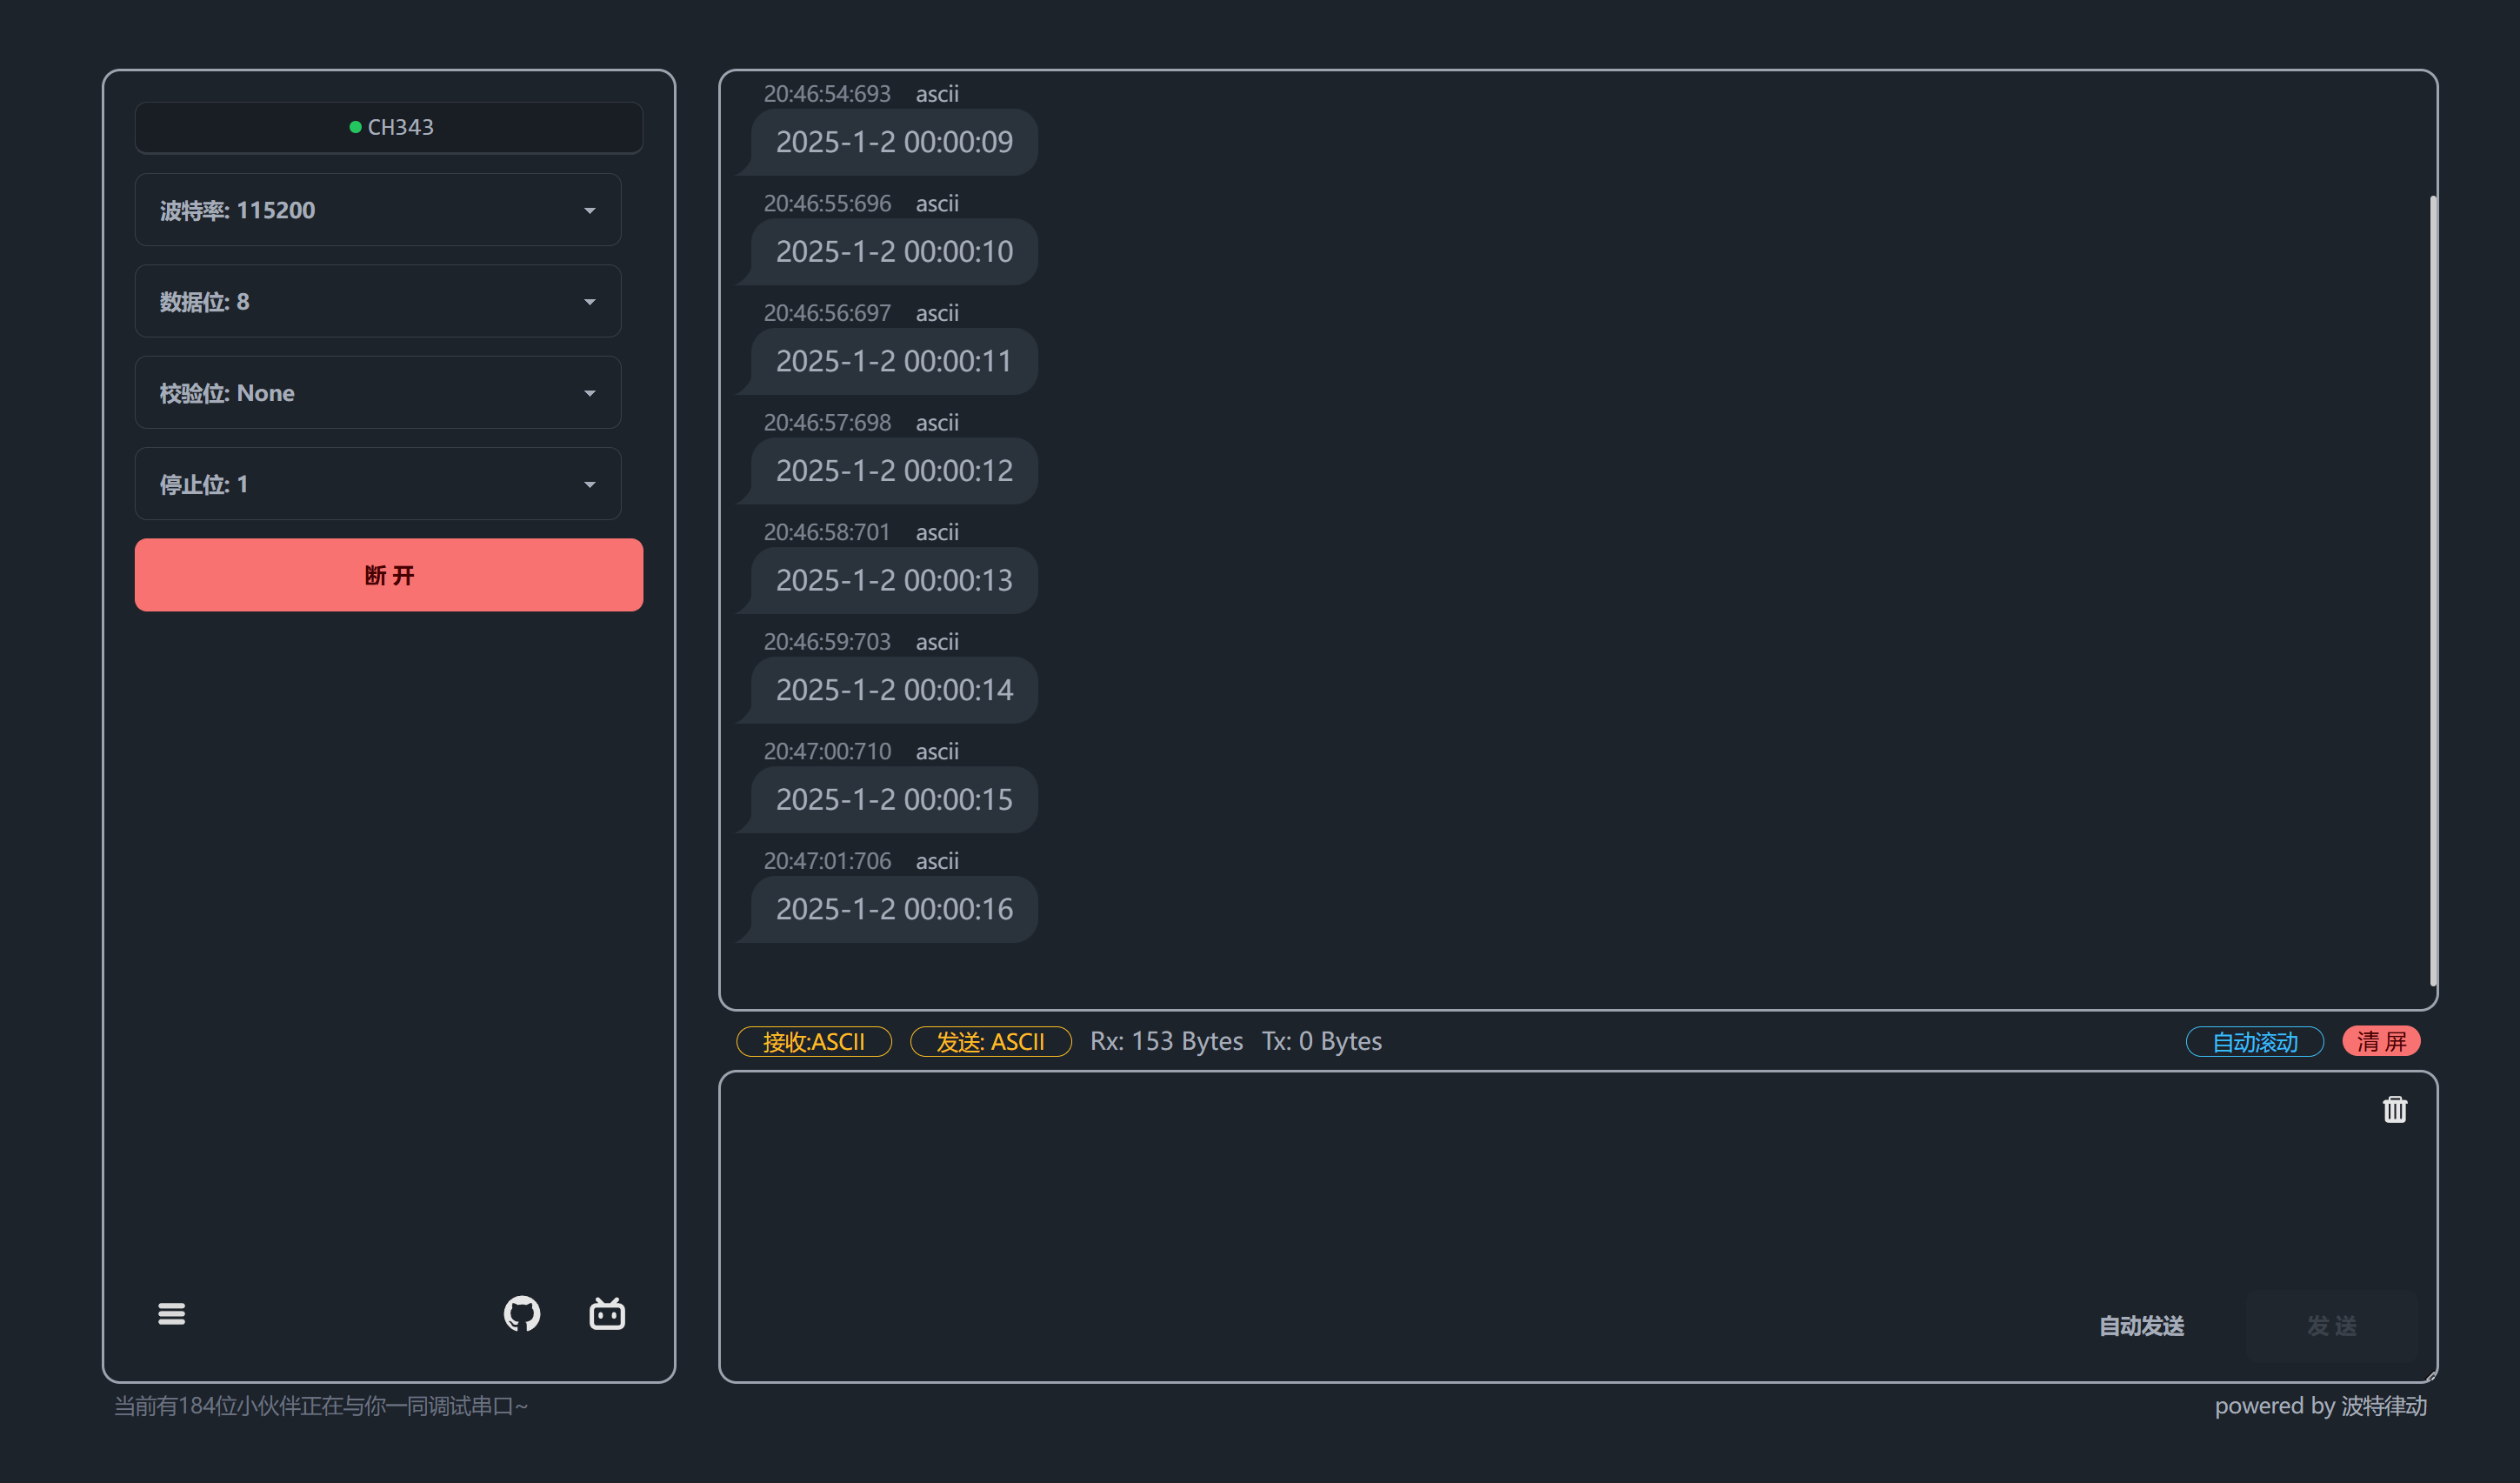 CH343
波特率: 115200
数据位: 8
校验位: None
停止位: 1
断 开
当前有184位小伙伴正在与你一同调试串口~
20:46:54:693 ascii
2025-1-2 00:00:09
20:46:55:696 ascii
2025-1-2 00:00:10
20:46:56:697 ascii
2025-1-2 00:00:11
20:46:57:698 ascii
2025-1-2 00:00:12
20:46:58:701 ascii
2025-1-2 00:00:13
20:46:59:703 ascii
2025-1-2 00:00:14
20:47:00:710 ascii
2025-1-2 00:00:15
20:47:01:706 ascii
2025-1-2 00:00:16
接收:ASCII 发送: ASCII Rx: 153 Bytes Tx: 0 Bytes 自动滚动 清 屏
自动发送 发 送
powered by 波特律动